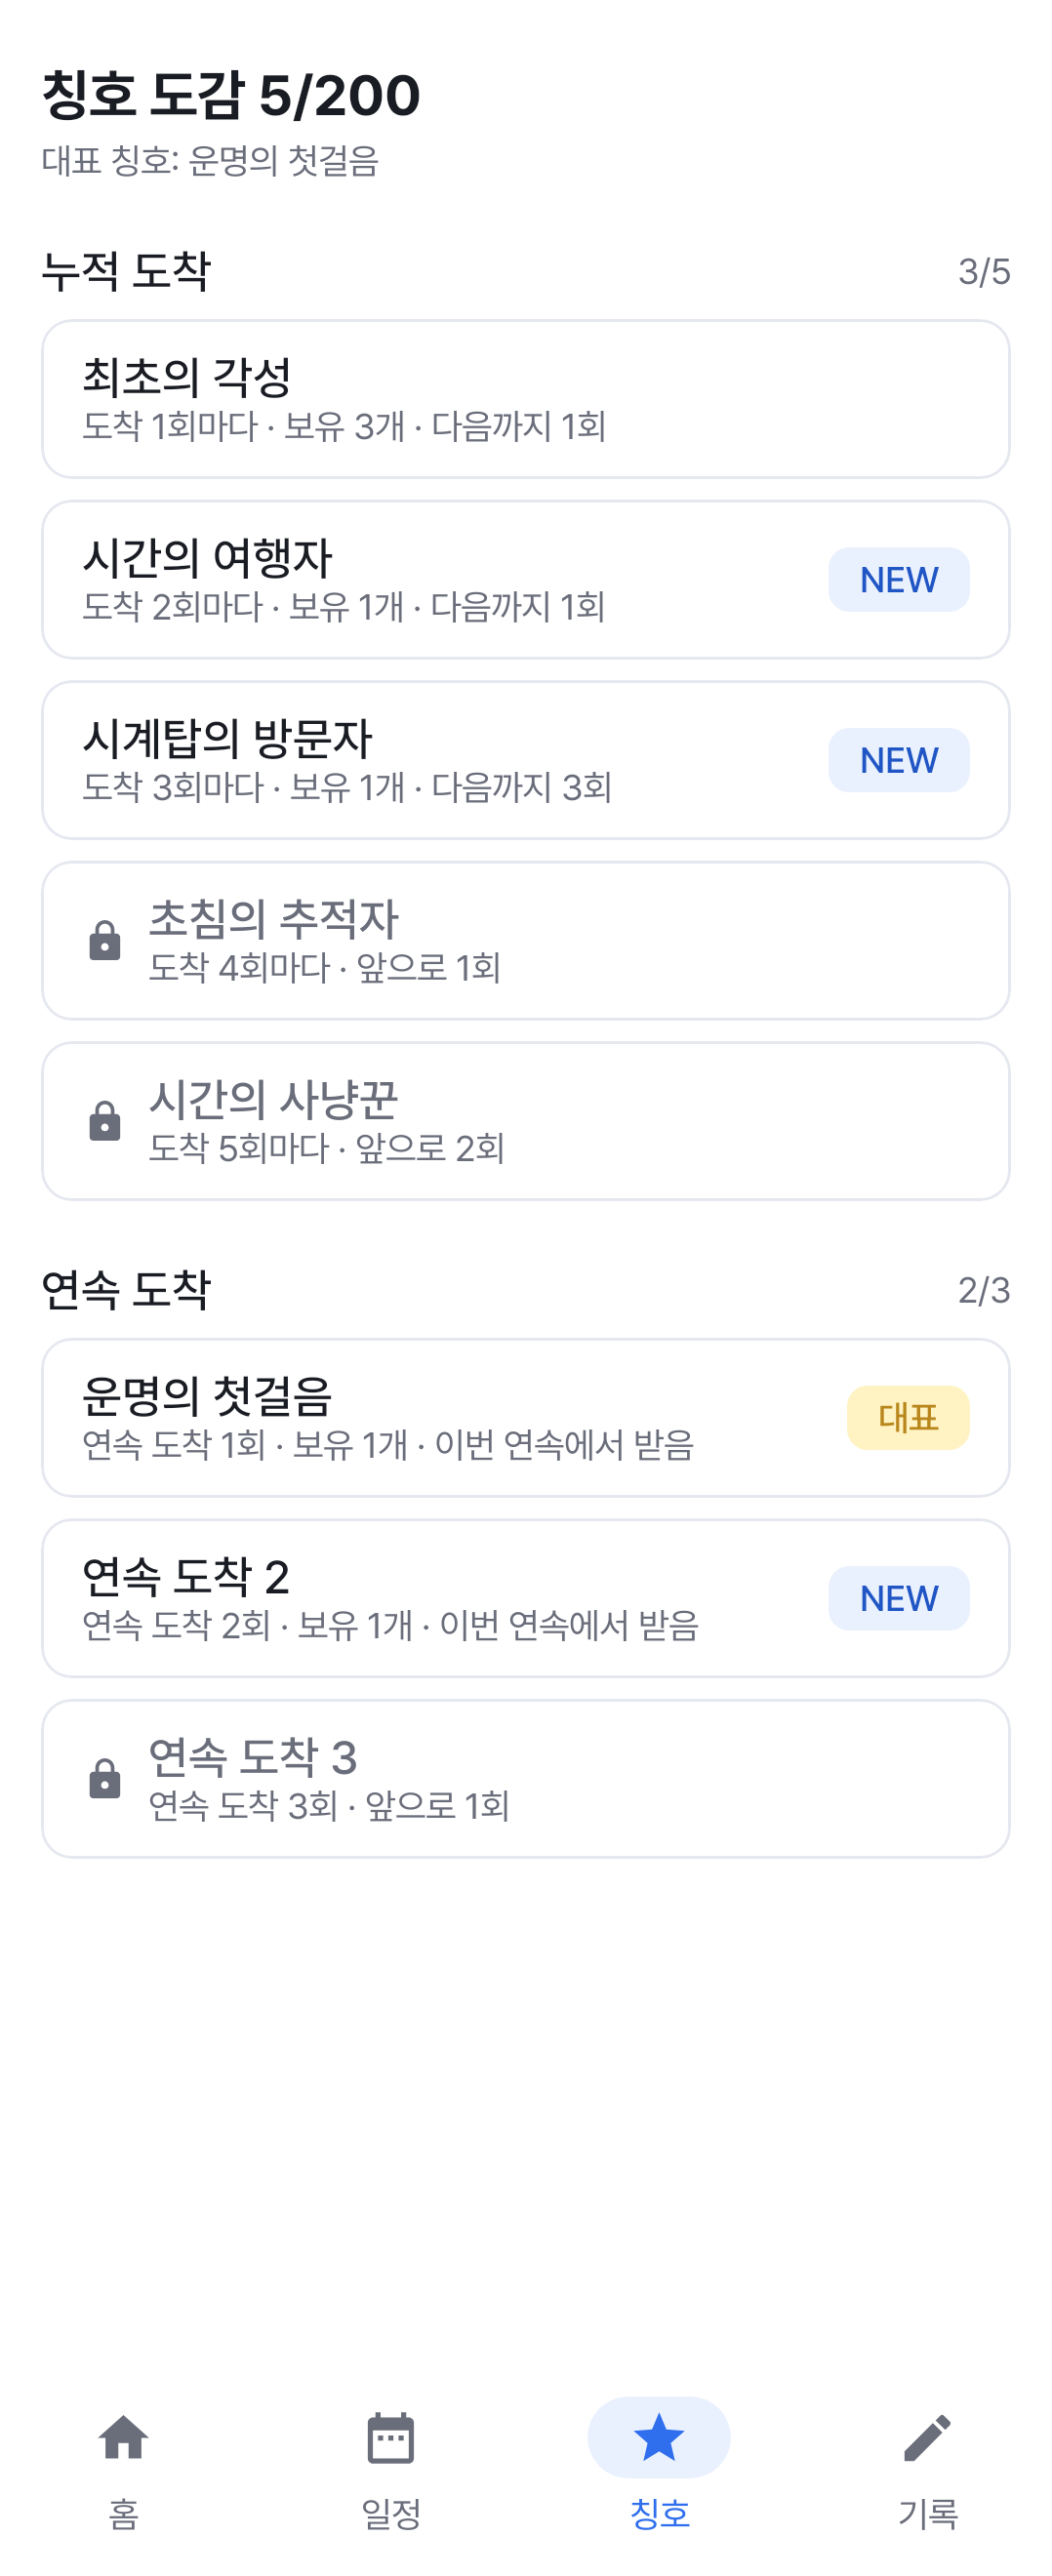 칭호 도감 5/200
대표 칭호: 운명의 첫걸음
누적 도착
3/5
최초의 각성
도착 1회마다 · 보유 3개 · 다음까지 1회
시간의 여행자
도착 2회마다 · 보유 1개 · 다음까지 1회
NEW
시계탑의 방문자
도착 3회마다 · 보유 1개 · 다음까지 3회
NEW
초침의 추적자
도착 4회마다 · 앞으로 1회
시간의 사냥꾼
도착 5회마다 · 앞으로 2회
연속 도착
2/3
운명의 첫걸음
연속 도착 1회 · 보유 1개 · 이번 연속에서 받음
대표
연속 도착 2
연속 도착 2회 · 보유 1개 · 이번 연속에서 받음
NEW
연속 도착 3
연속 도착 3회 · 앞으로 1회
홈
일정
칭호
기록